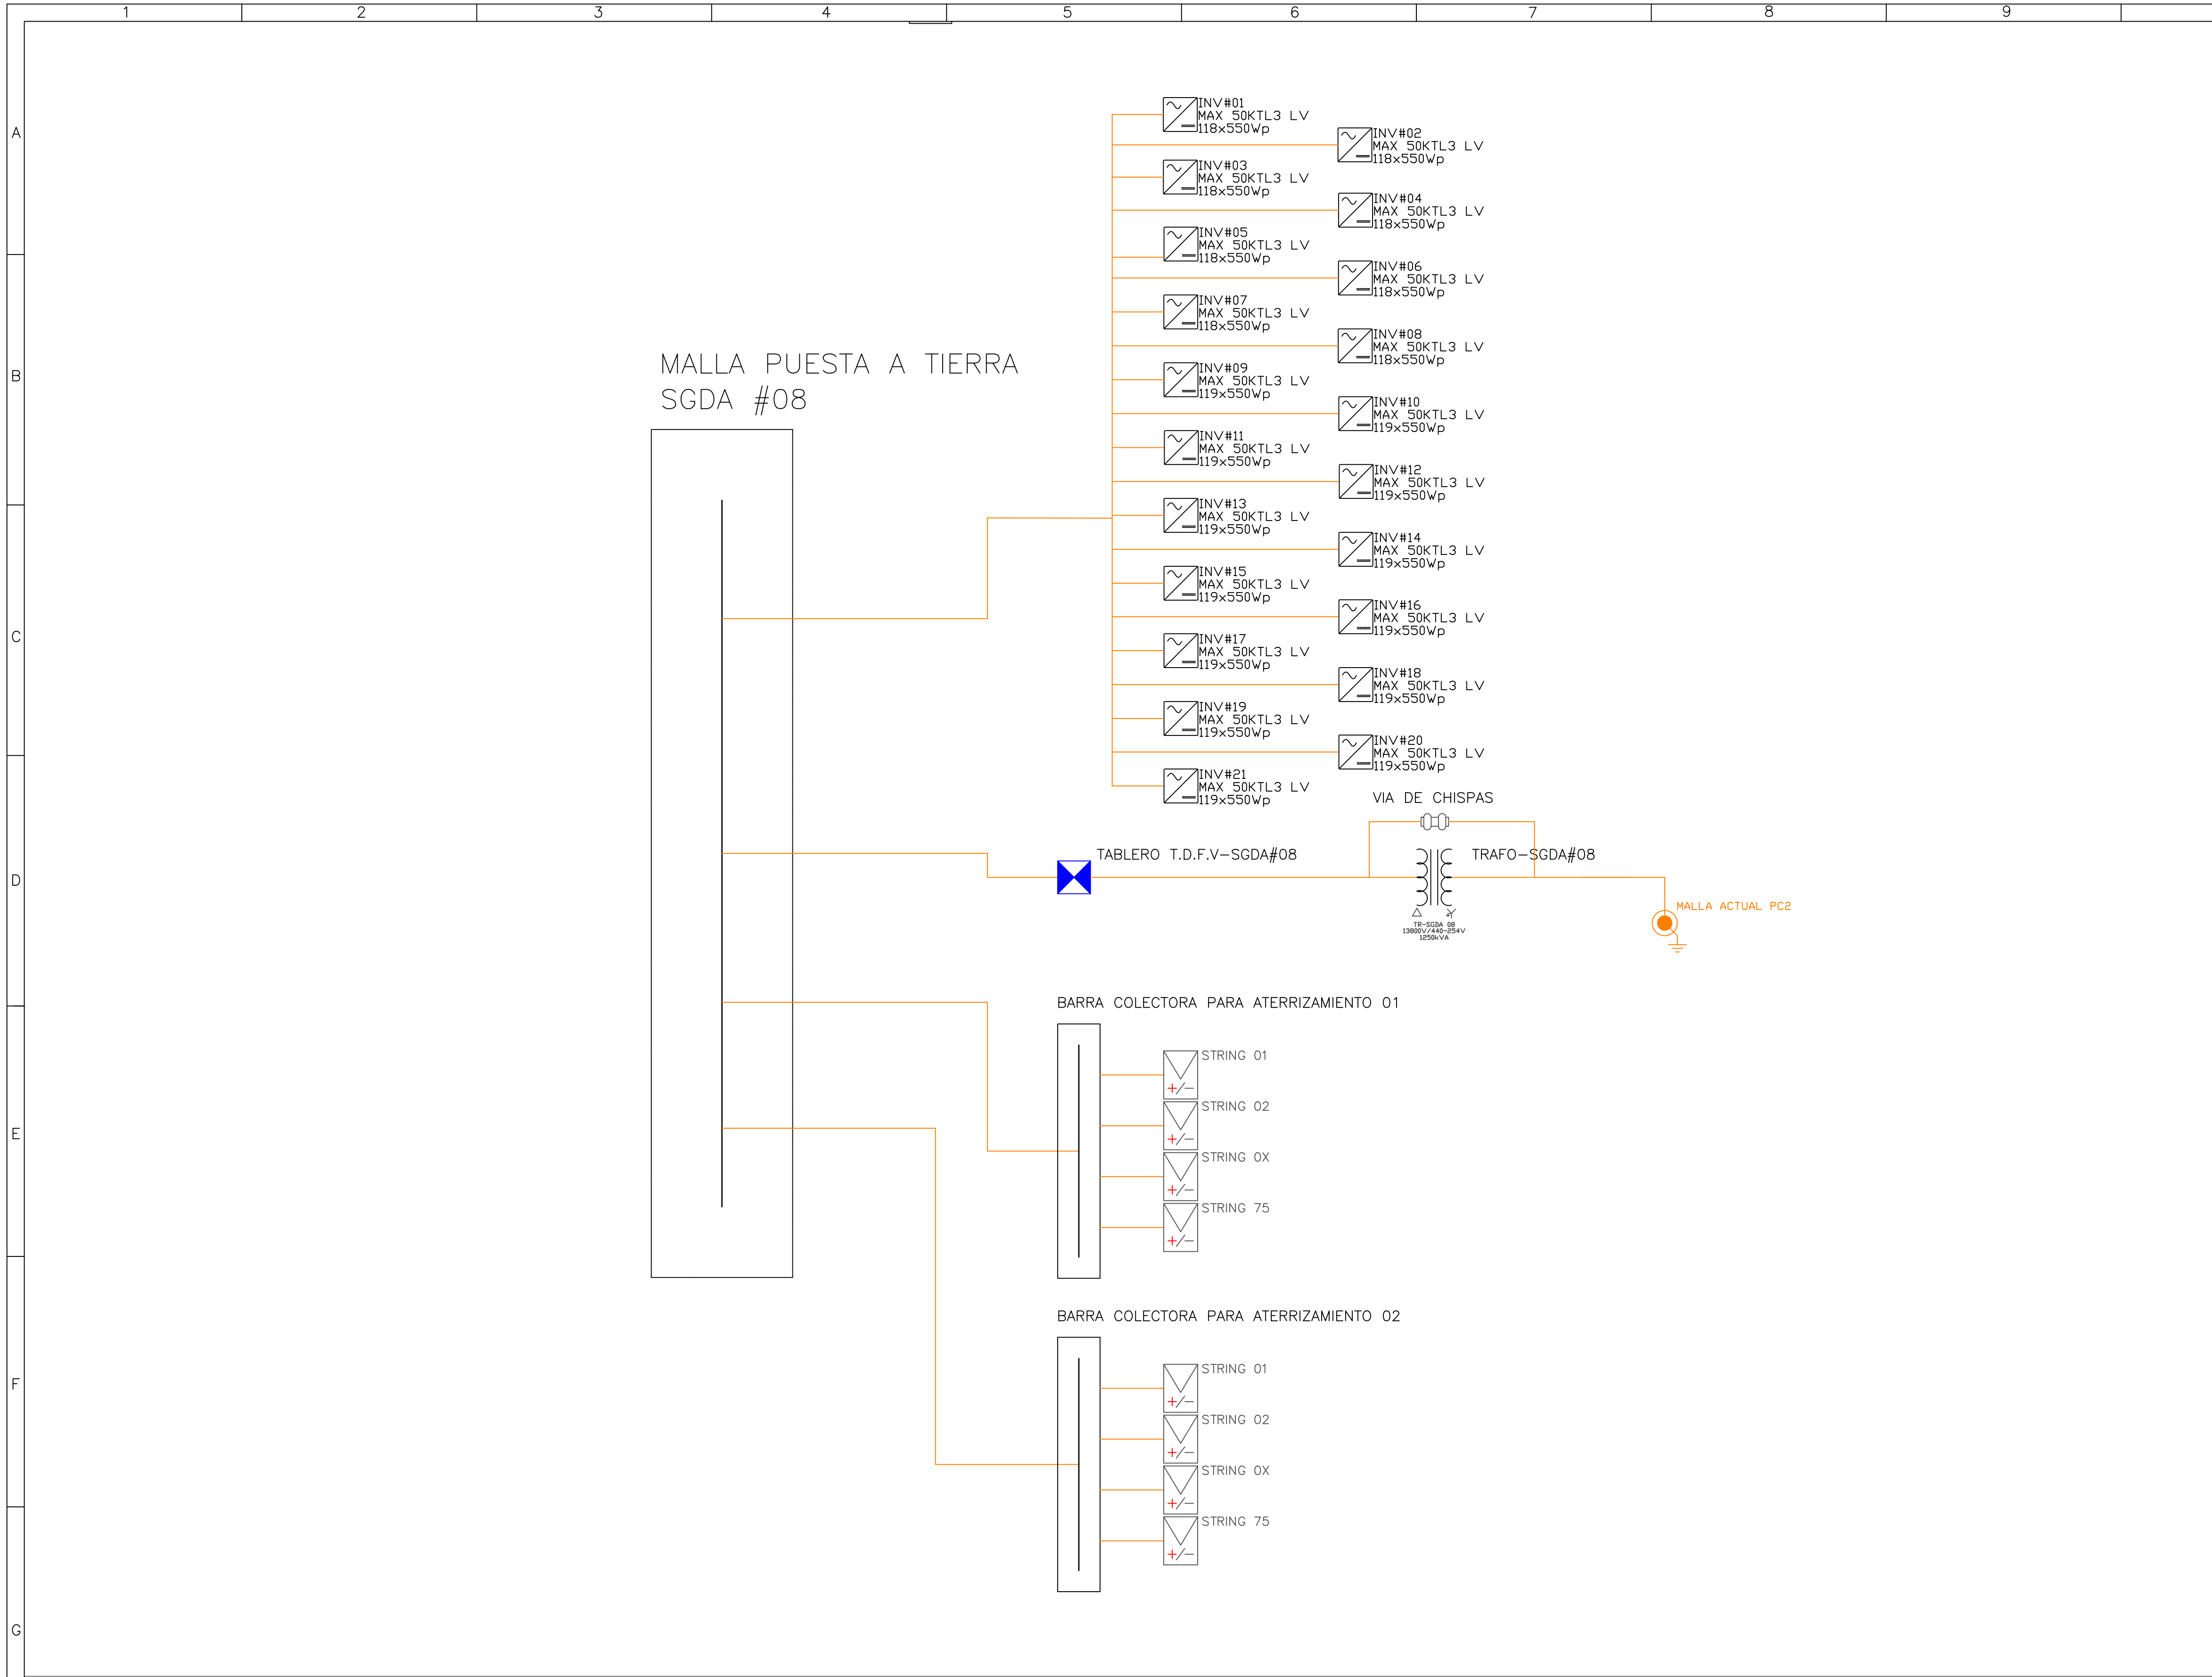 1 2 3 4 5 6 7 8 9
A
B
C
D
E
F
G
INV#01
MAX 50KTL3 LV
118x550Wp
INV#02
MAX 50KTL3 LV
118x550Wp
INV#03
MAX 50KTL3 LV
118x550Wp
INV#04
MAX 50KTL3 LV
118x550Wp
INV#05
MAX 50KTL3 LV
118x550Wp
INV#06
MAX 50KTL3 LV
118x550Wp
INV#07
MAX 50KTL3 LV
118x550Wp
INV#08
MAX 50KTL3 LV
118x550Wp
MALLA PUESTA A TIERRA
SGDA #08
INV#09
MAX 50KTL3 LV
119x550Wp
INV#10
MAX 50KTL3 LV
119x550Wp
INV#11
MAX 50KTL3 LV
119x550Wp
INV#12
MAX 50KTL3 LV
119x550Wp
INV#13
MAX 50KTL3 LV
119x550Wp
INV#14
MAX 50KTL3 LV
119x550Wp
INV#15
MAX 50KTL3 LV
119x550Wp
INV#16
MAX 50KTL3 LV
119x550Wp
INV#17
MAX 50KTL3 LV
119x550Wp
INV#18
MAX 50KTL3 LV
119x550Wp
INV#19
MAX 50KTL3 LV
119x550Wp
INV#20
MAX 50KTL3 LV
119x550Wp
INV#21
MAX 50KTL3 LV
119x550Wp
VIA DE CHISPAS
TABLERO T.D.F.V-SGDA#08
TRAFO-SGDA#08
MALLA ACTUAL PC2
TR-SGDA 08
13800V/440-254V
1250kVA
BARRA COLECTORA PARA ATERRIZAMIENTO 01
STRING 01
+/-
STRING 02
+/-
STRING 0X
+/-
STRING 75
+/-
BARRA COLECTORA PARA ATERRIZAMIENTO 02
STRING 01
+/-
STRING 02
+/-
STRING 0X
+/-
STRING 75
+/-